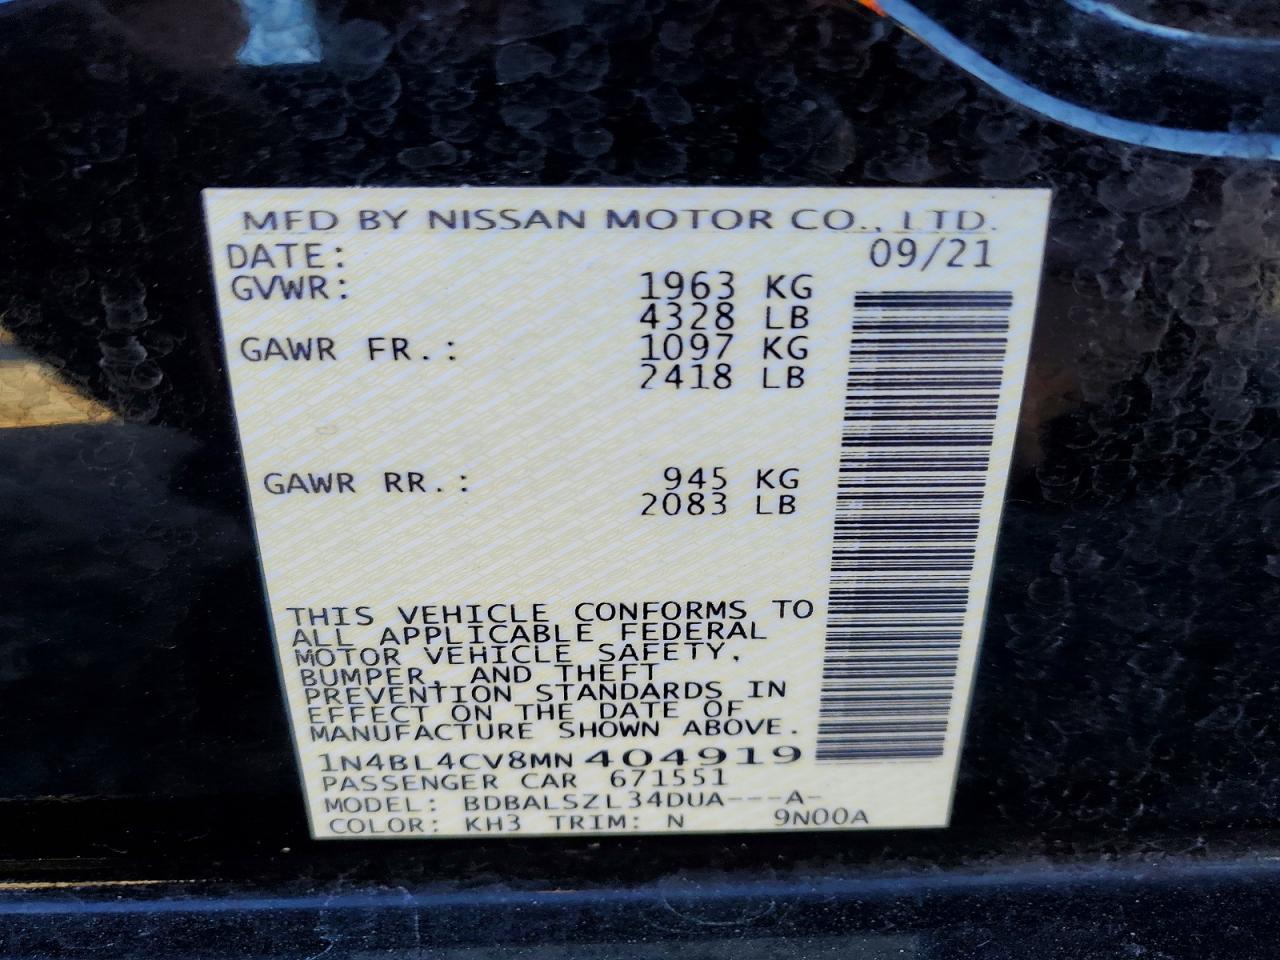 MFD BY NISSAN MOTOR CO., LTD.
DATE: 09/21
GVWR: 1963 KG
4328 LB
GAWR FR.: 1097 KG
2418 LB
GAWR RR.: 945 KG
2083 LB
THIS VEHICLE CONFORMS TO
ALL APPLICABLE FEDERAL
MOTOR VEHICLE SAFETY,
BUMPER, AND THEFT
PREVENTION STANDARDS IN
EFFECT ON THE DATE OF
MANUFACTURE SHOWN ABOVE.
1N4BL4CV8MN404919
PASSENGER CAR 671551
MODEL: BDBALSZL34DUA---A-
COLOR: KH3 TRIM: N 9N00A